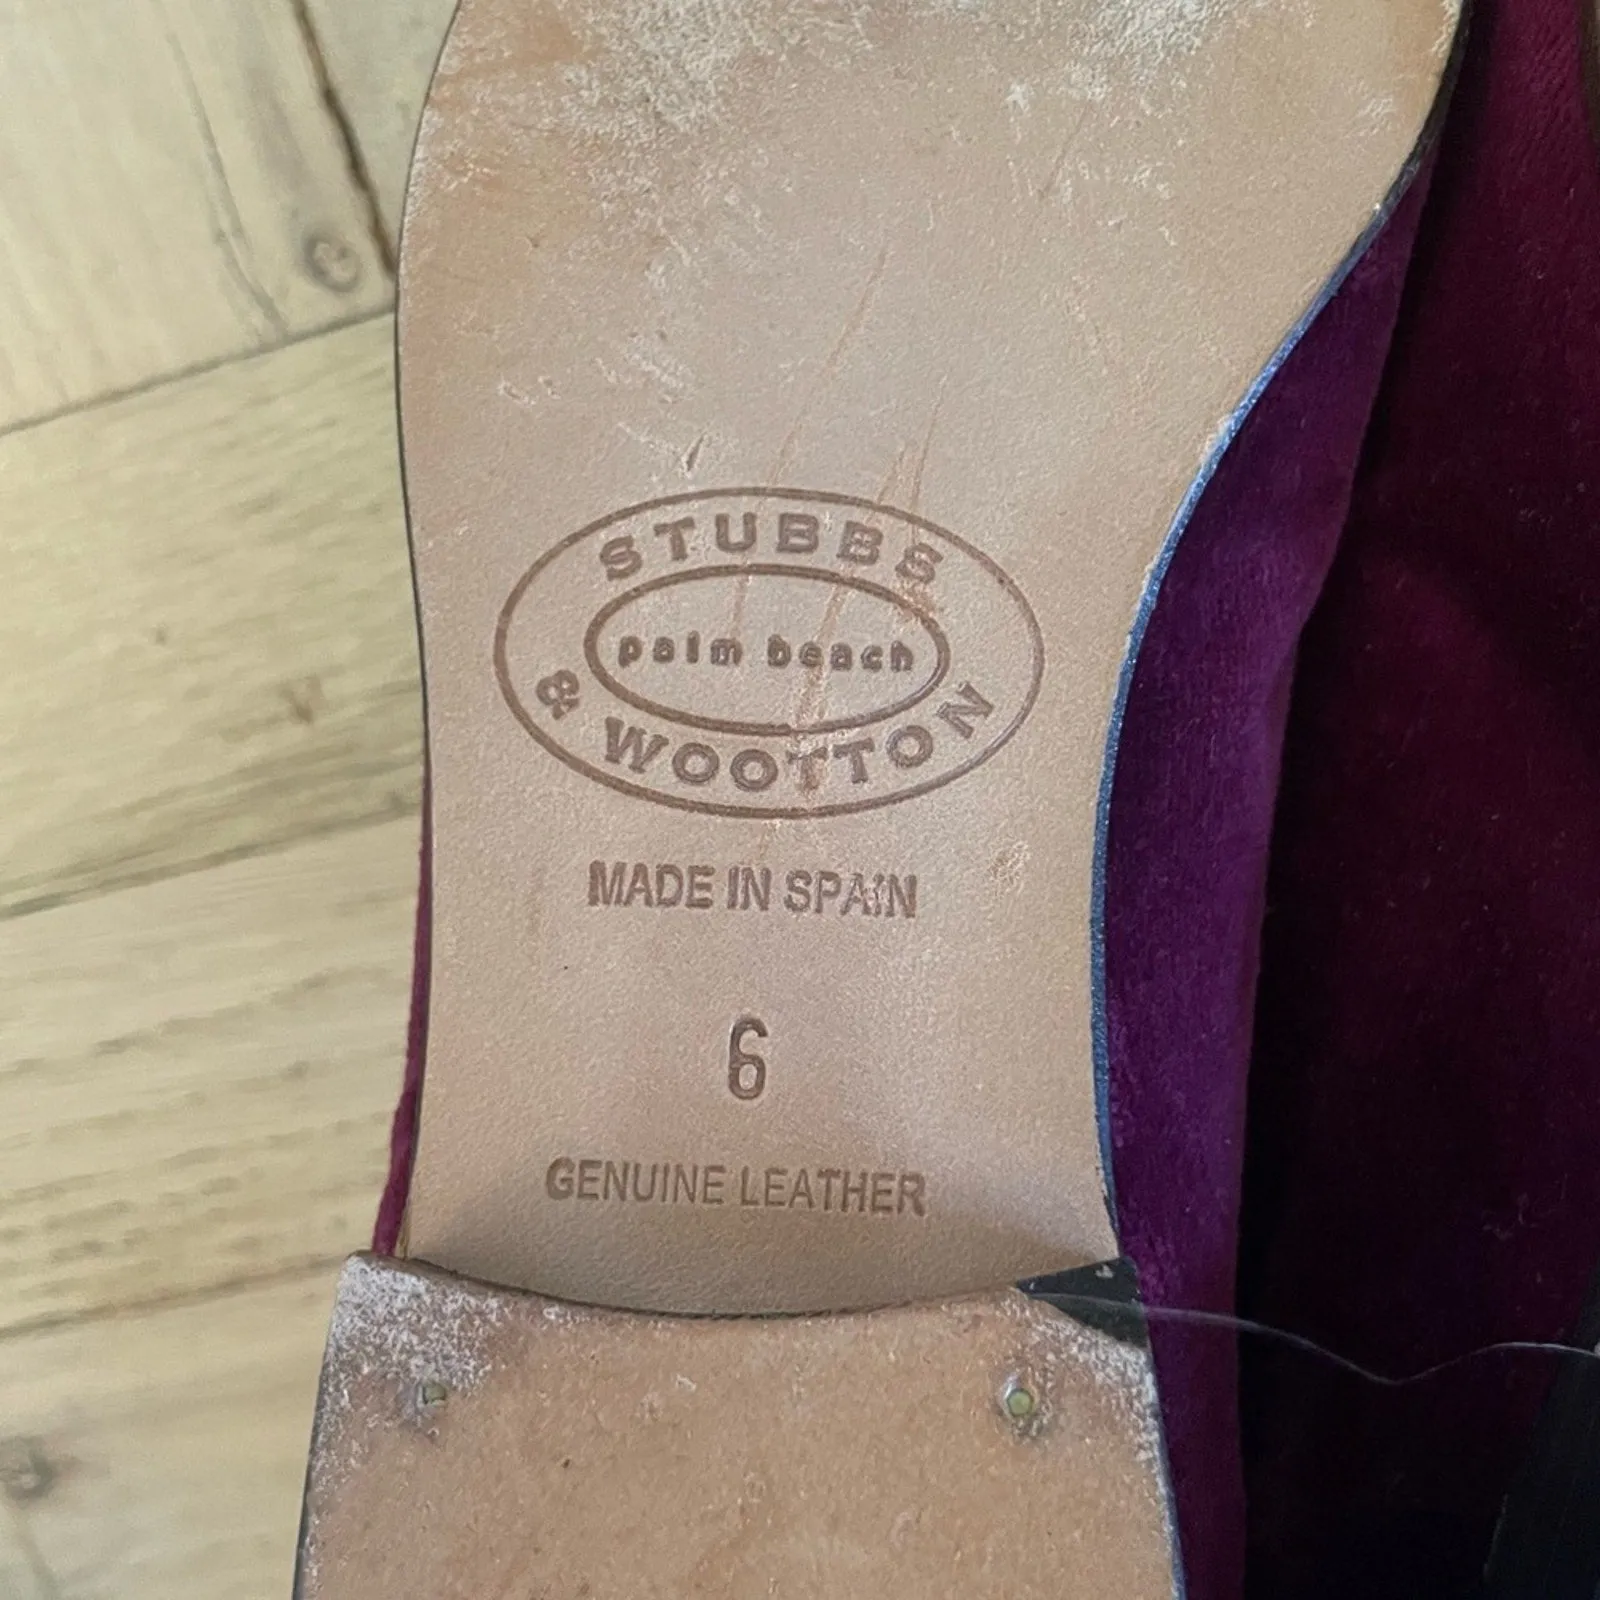 STUBBS
palm beach
& WOOTTON
MADE IN SPAIN
6
GENUINE LEATHER